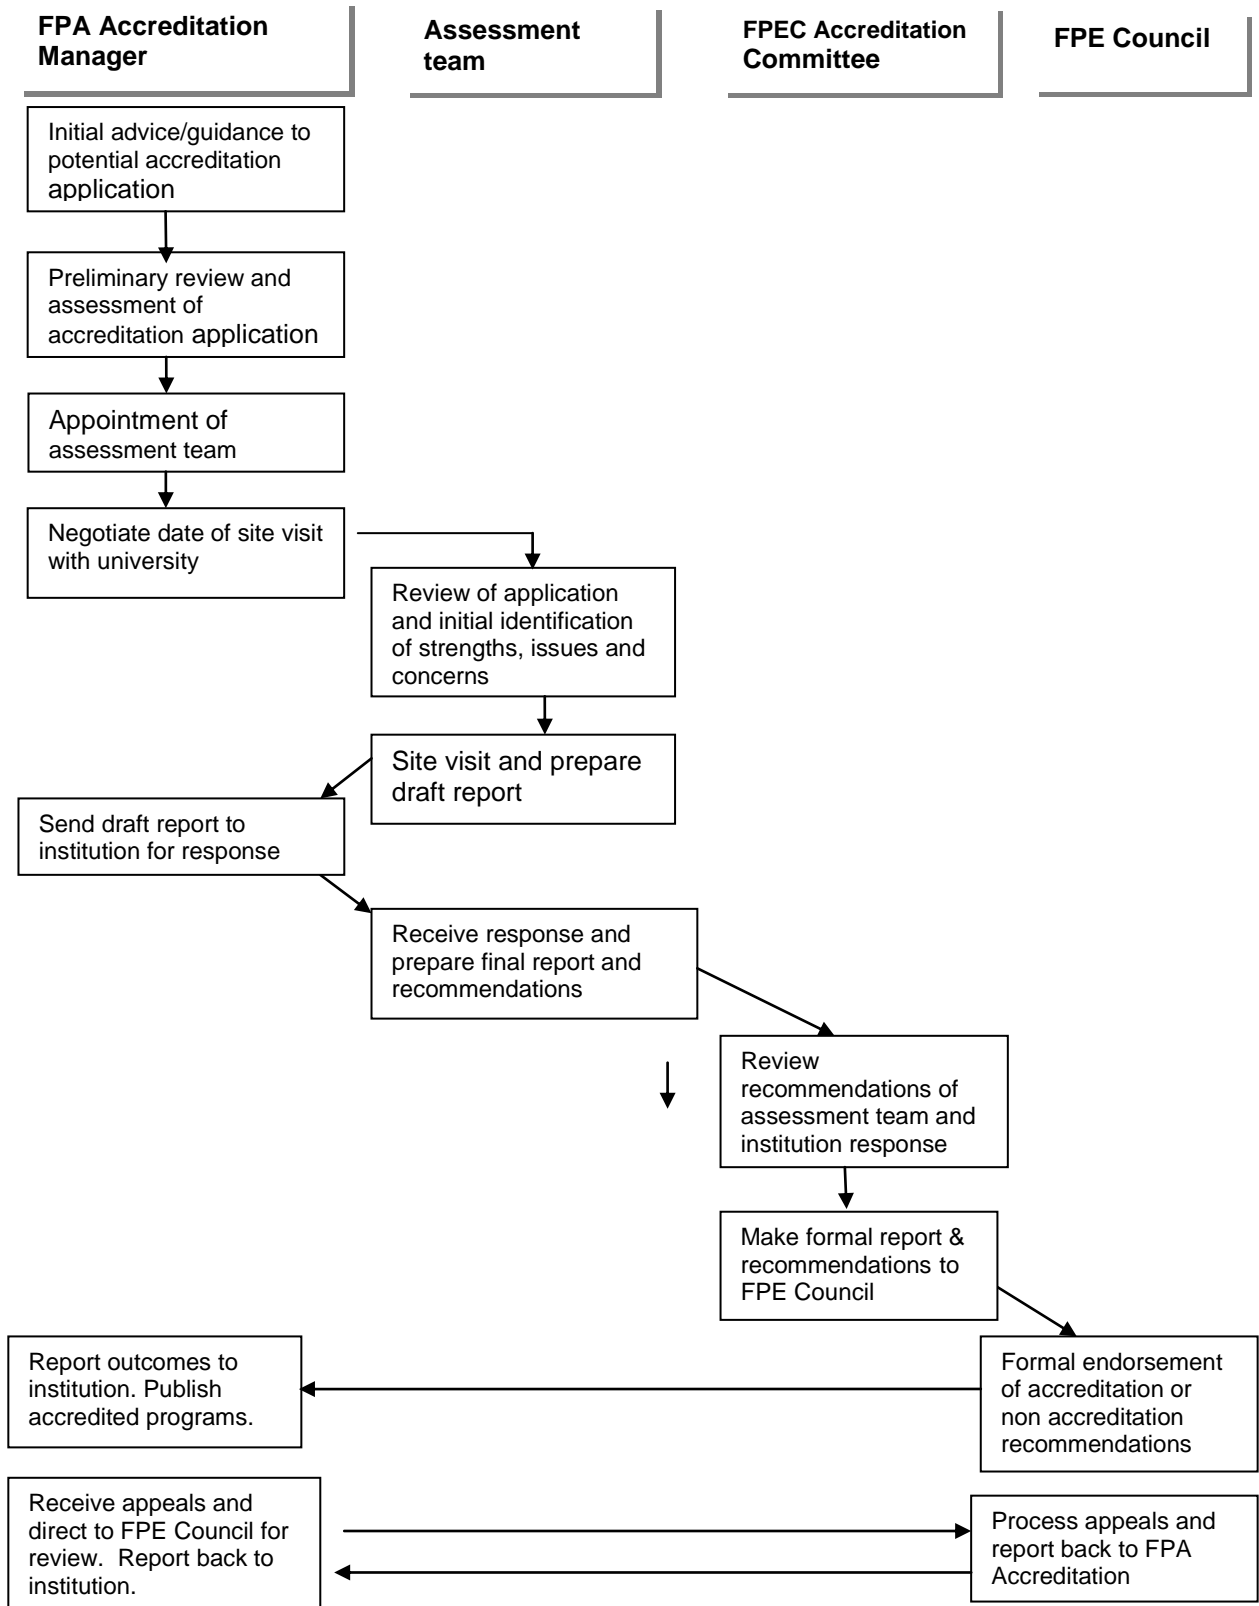 FPA Accreditation
Manager
Assessment
team
FPEC Accreditation
Committee
FPE Council
Initial advice/guidance to
potential accreditation
application
Preliminary review and
assessment of
accreditation application
Appointment of
assessment team
Negotiate date of site visit
with university
Review of application
and initial identification
of strengths, issues and
concerns
Site visit and prepare
draft report
Send draft report to
institution for response
Receive response and
prepare final report and
recommendations
Review
recommendations of
assessment team and
institution response
Make formal report &
recommendations to
FPE Council
Formal endorsement
of accreditation or
non accreditation
recommendations
Report outcomes to
institution. Publish
accredited programs.
Receive appeals and
direct to FPE Council for
review.  Report back to
institution.
Process appeals and
report back to FPA
Accreditation